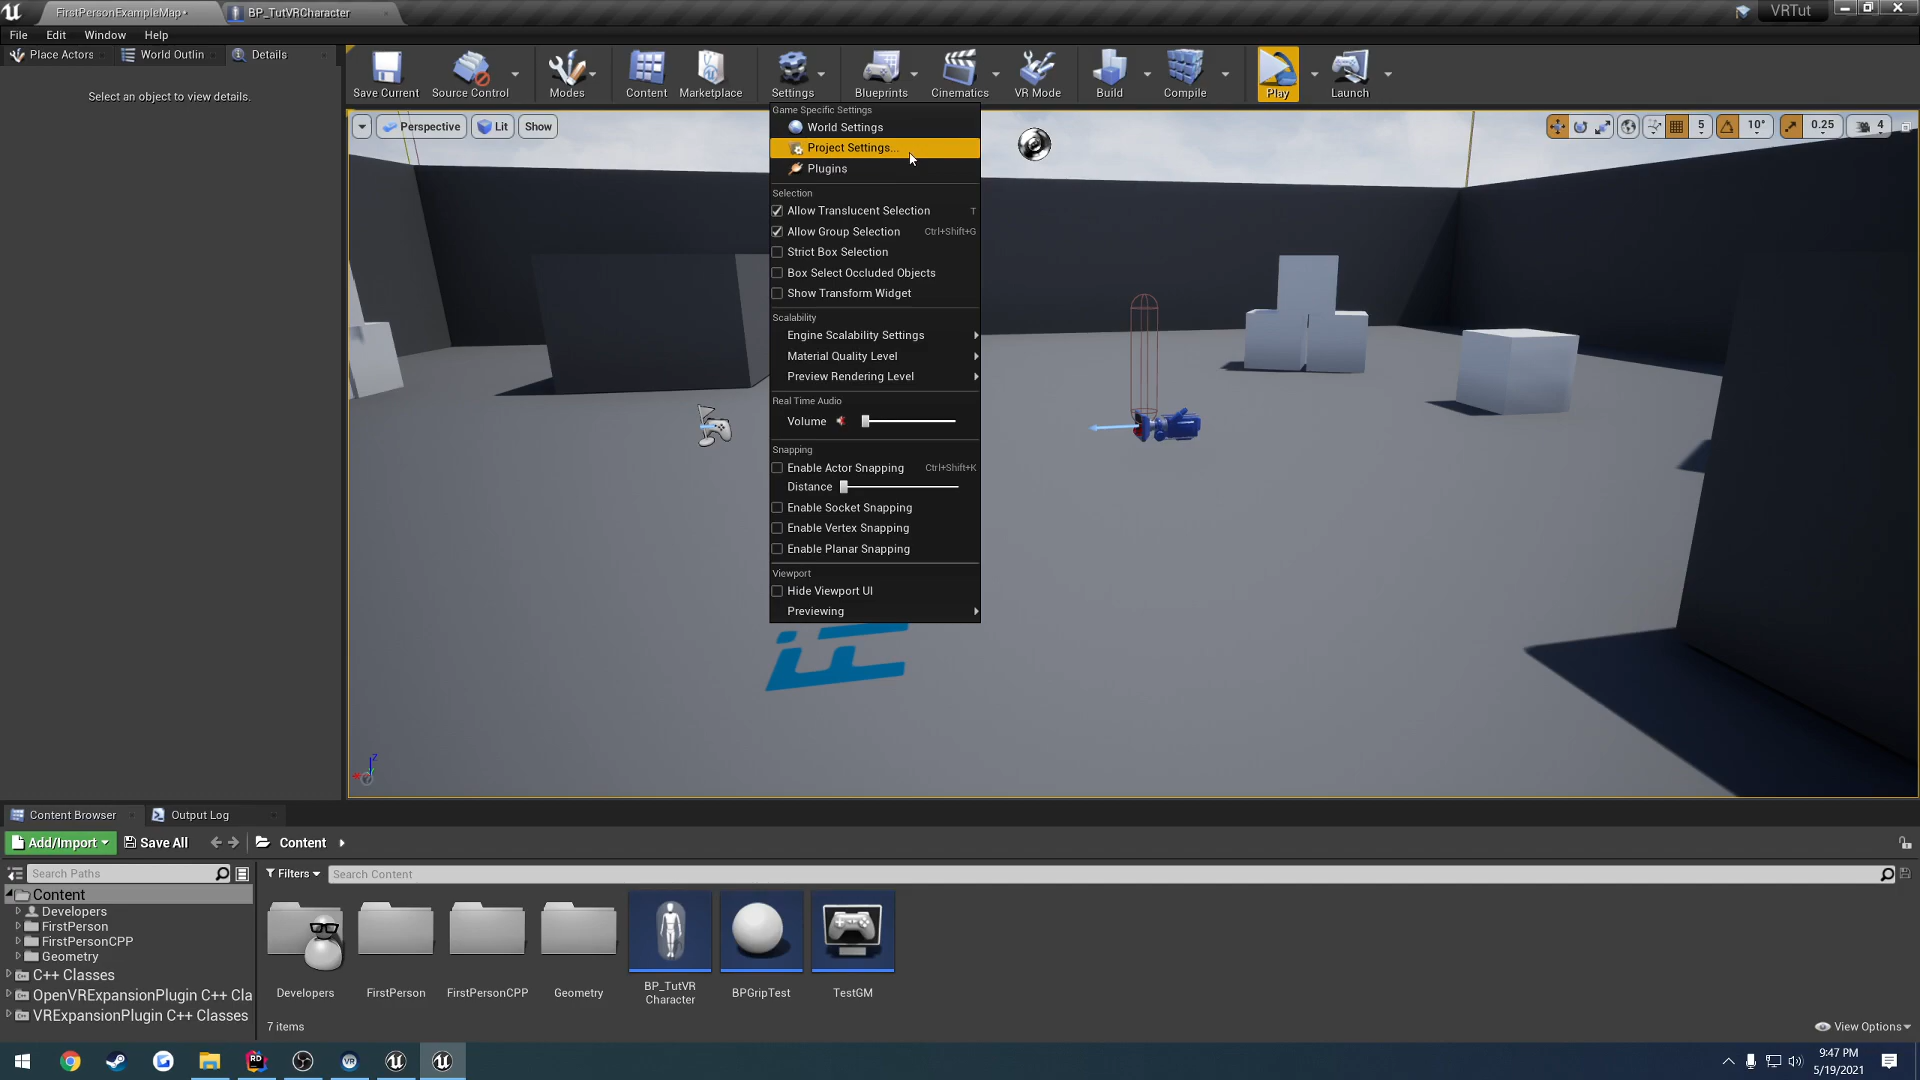 FirstPersonExampleMap•
BP_TutVRCharacter
VRTut
File Edit Window Help
Place Actors World Outlin Details
Select an object to view details.
Save Current Source Control Modes Content Marketplace Settings Blueprints Cinematics VR Mode Build Compile Play Launch
Perspective Lit Show
5 10° 0.25 4
Game Specific Settings
World Settings
Project Settings...
Plugins
Selection
Allow Translucent Selection T
Allow Group Selection Ctrl+Shift+G
Strict Box Selection
Box Select Occluded Objects
Show Transform Widget
Scalability
Engine Scalability Settings
Material Quality Level
Preview Rendering Level
Real Time Audio
Volume
Snapping
Enable Actor Snapping Ctrl+Shift+K
Distance
Enable Socket Snapping
Enable Vertex Snapping
Enable Planar Snapping
Viewport
Hide Viewport UI
Previewing
Z
Content Browser Output Log
Add/Import Save All Content
Search Paths
Filters Search Content
Content
Developers
FirstPerson
FirstPersonCPP
Geometry
C++ Classes
OpenVRExpansionPlugin C++ Cla
VRExpansionPlugin C++ Classes
Developers
FirstPerson
FirstPersonCPP
Geometry
BP_TutVR
Character
BPGripTest
TestGM
7 items
View Options
RD
VR
9:47 PM
5/19/2021